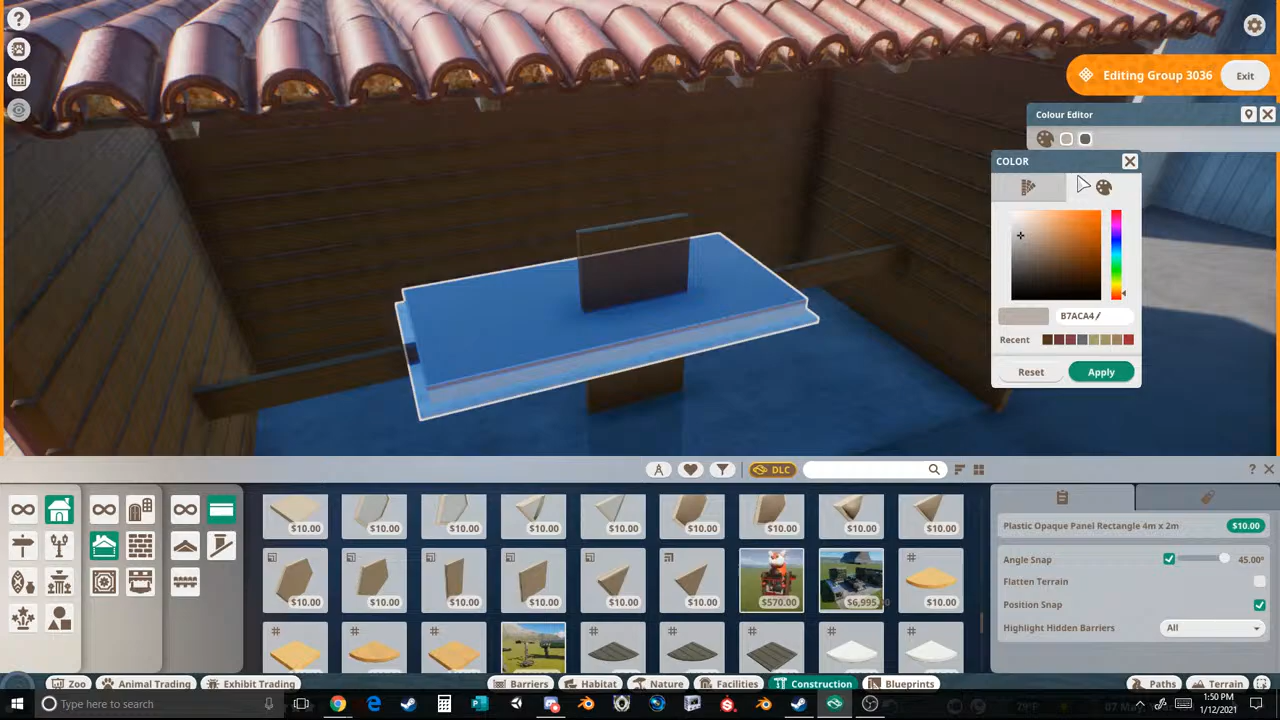 ?
Editing Group 3036
Exit
Colour Editor
COLOR
B7ACA4
Recent
Reset
Apply
DLC
?
$10.00
$10.00
$10.00
$10.00
$10.00
$10.00
$10.00
$10.00
$10.00
Plastic Opaque Panel Rectangle 4m x 2m
$10.00
Angle Snap
45.00°
$10.00
$10.00
$10.00
$10.00
$10.00
$10.00
$570.00
$6,995.00
$10.00
Flatten Terrain
Position Snap
Highlight Hidden Barriers
All
Zoo
Animal Trading
Exhibit Trading
Barriers
Habitat
Nature
Facilities
Construction
Blueprints
Paths
Terrain
Type here to search
1:50 PM
1/12/2021